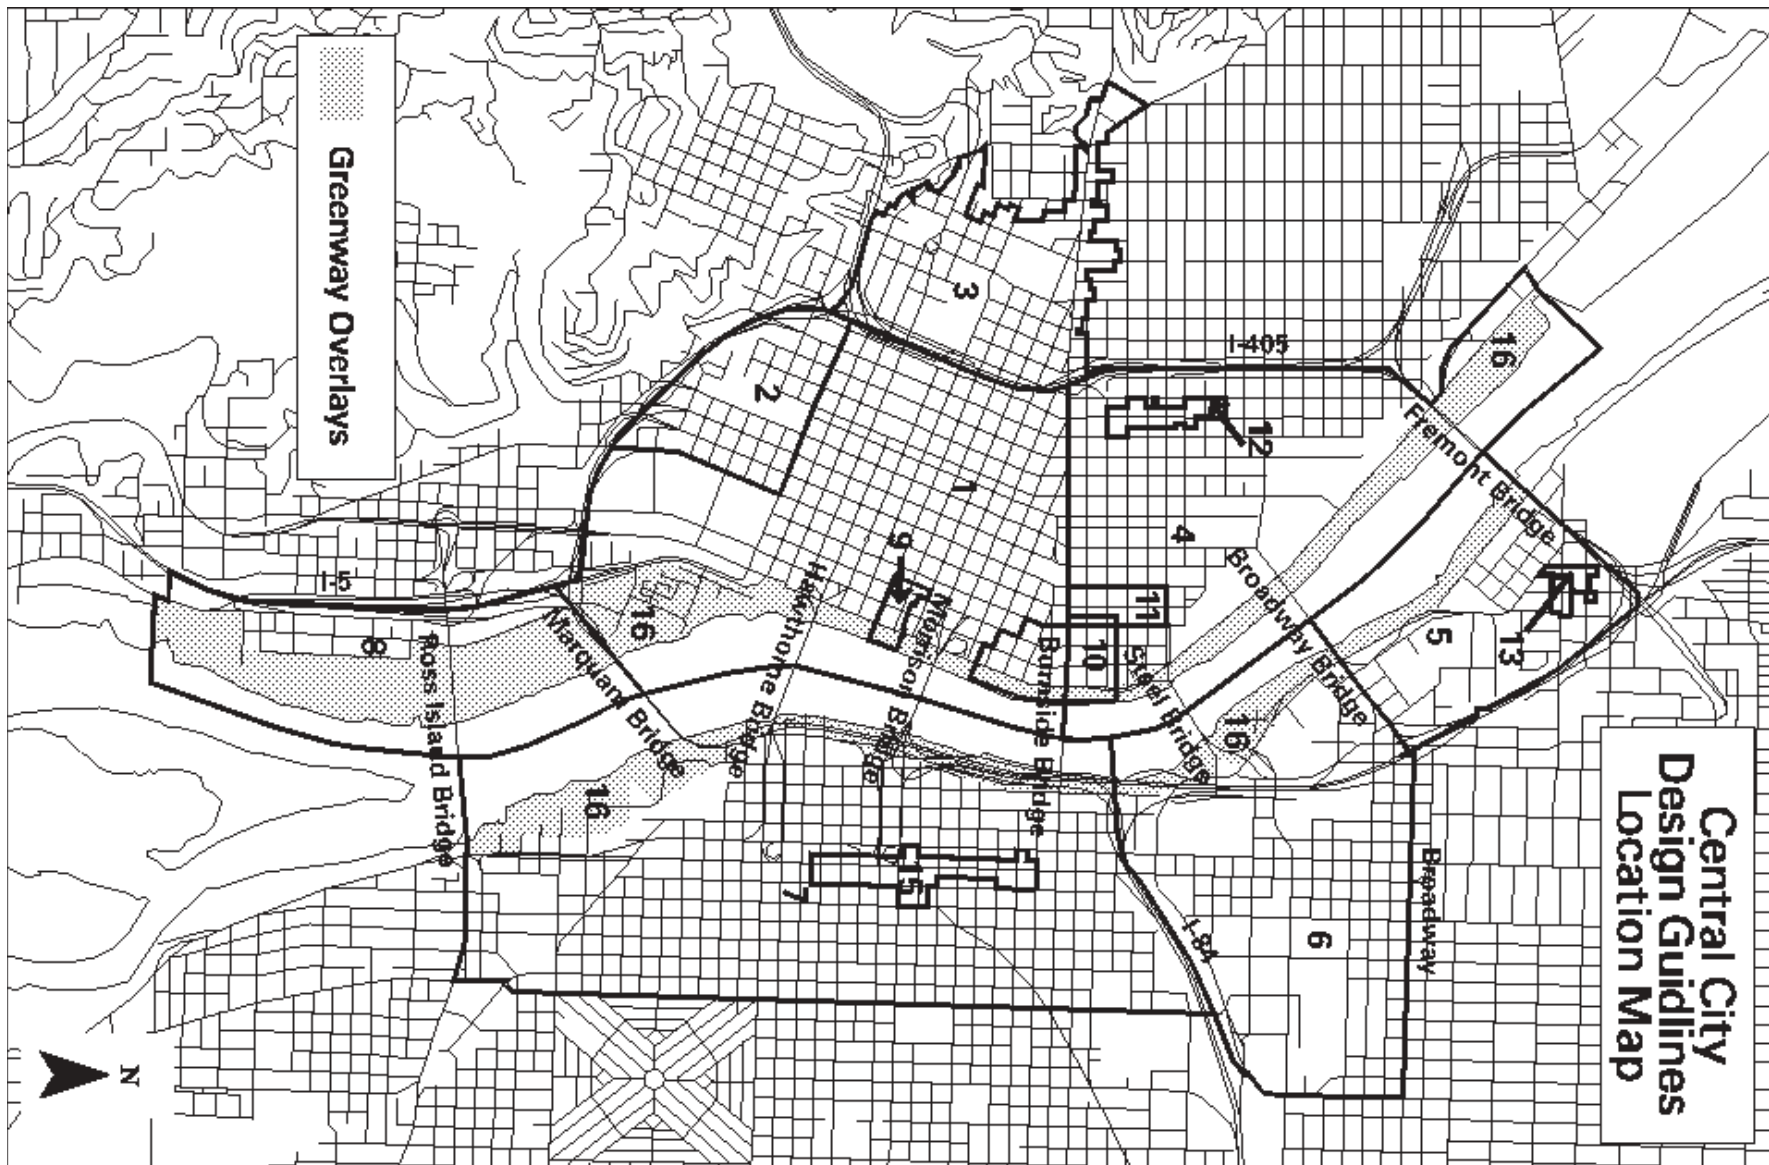 Central City
Design Guidlines
Location Map
Greenway Overlays
N
I-405
I-5
I-84
Broadway
Fremont Bridge
Broadway Bridge
Steel Bridge
Burnside Bridge
Morrison Bridge
Hawthorne Bridge
Marquam Bridge
Ross Island Bridge
1
2
3
4
5
6
7
8
9
10
11
12
13
15
16
16
16
16